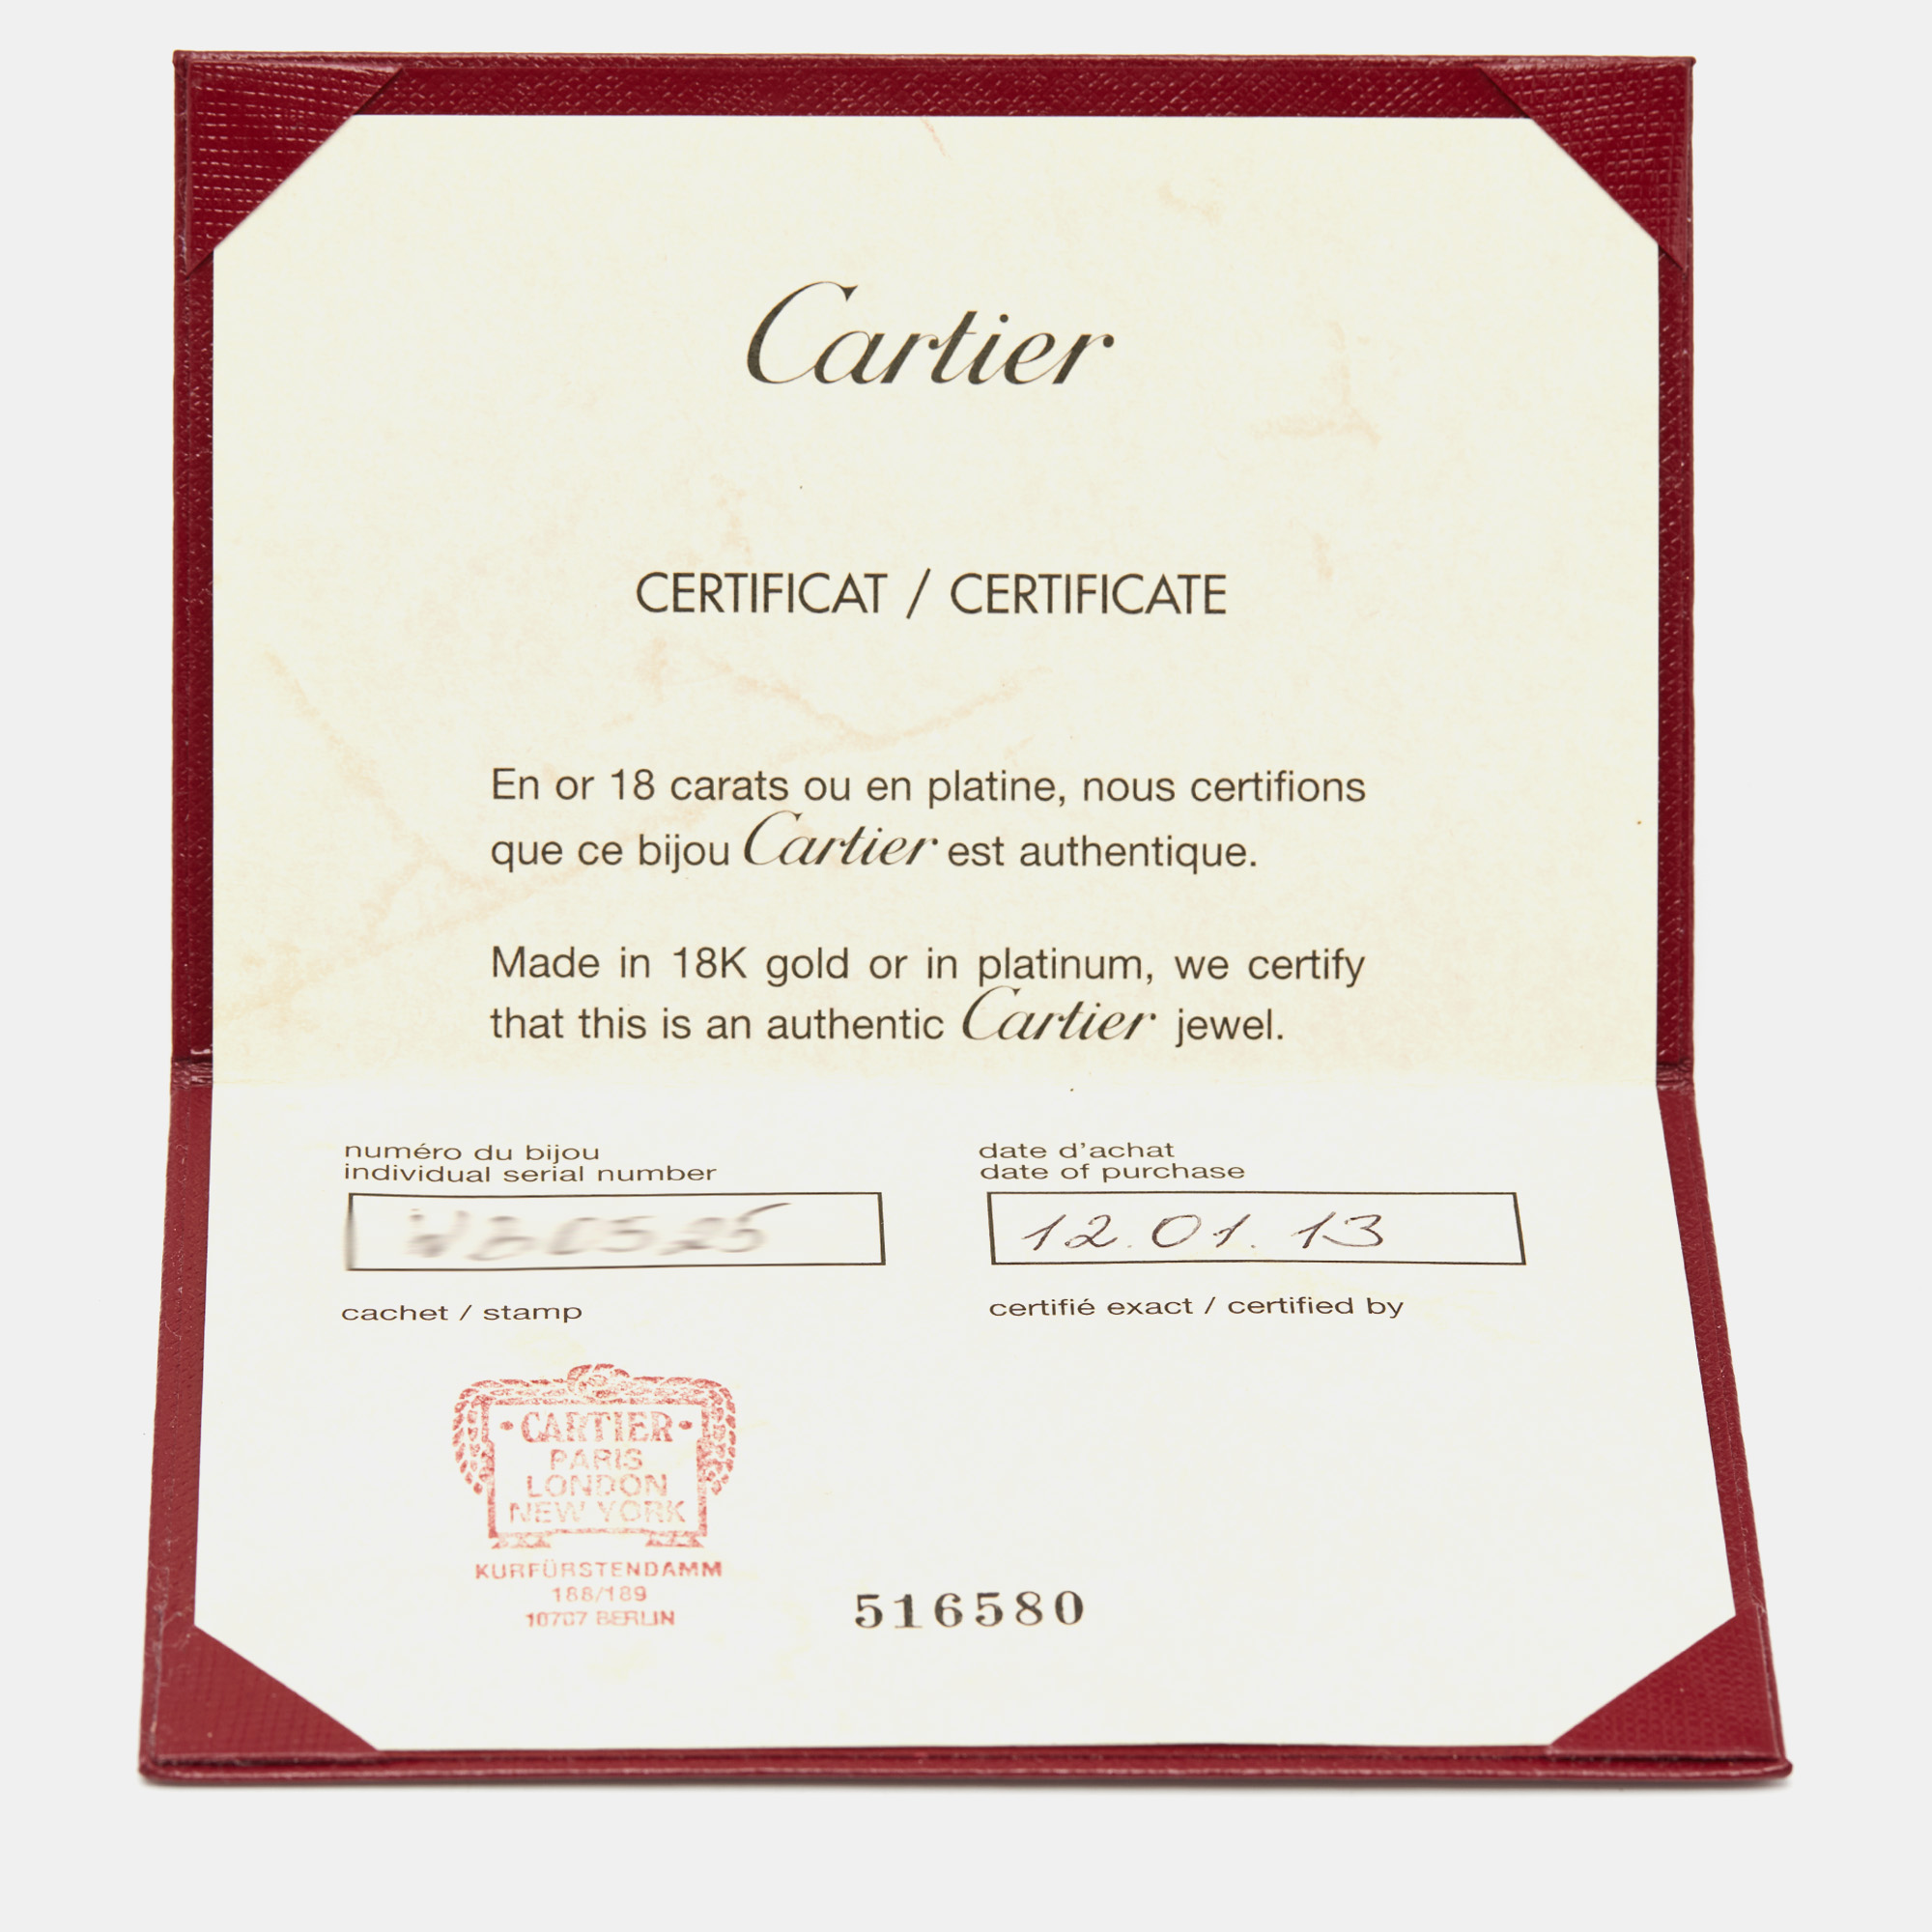 Cartier
CERTIFICAT / CERTIFICATE
En or 18 carats ou en platine, nous certifions
que ce bijou Cartier est authentique.
Made in 18K gold or in platinum, we certify
that this is an authentic Cartier jewel.
numéro du bijou
individual serial number
date d'achat
date of purchase
12.01.13
cachet / stamp
certifié exact / certified by
CARTIER
PARIS
LONDON
NEW YORK
KURFÜRSTENDAMM
188/189
10707 BERLIN
516580